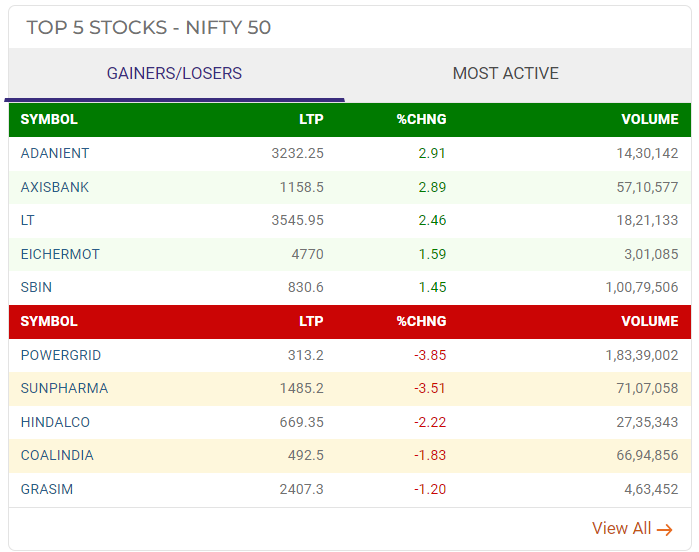 TOP 5 STOCKS - NIFTY 50
GAINERS/LOSERS MOST ACTIVE
SYMBOL LTP %CHNG VOLUME
ADANIENT 3232.25 2.91 14,30,142
AXISBANK 1158.5 2.89 57,10,577
LT 3545.95 2.46 18,21,133
EICHERMOT 4770 1.59 3,01,085
SBIN 830.6 1.45 1,00,79,506
SYMBOL LTP %CHNG VOLUME
POWERGRID 313.2 -3.85 1,83,39,002
SUNPHARMA 1485.2 -3.51 71,07,058
HINDALCO 669.35 -2.22 27,35,343
COALINDIA 492.5 -1.83 66,94,856
GRASIM 2407.3 -1.20 4,63,452
View All →